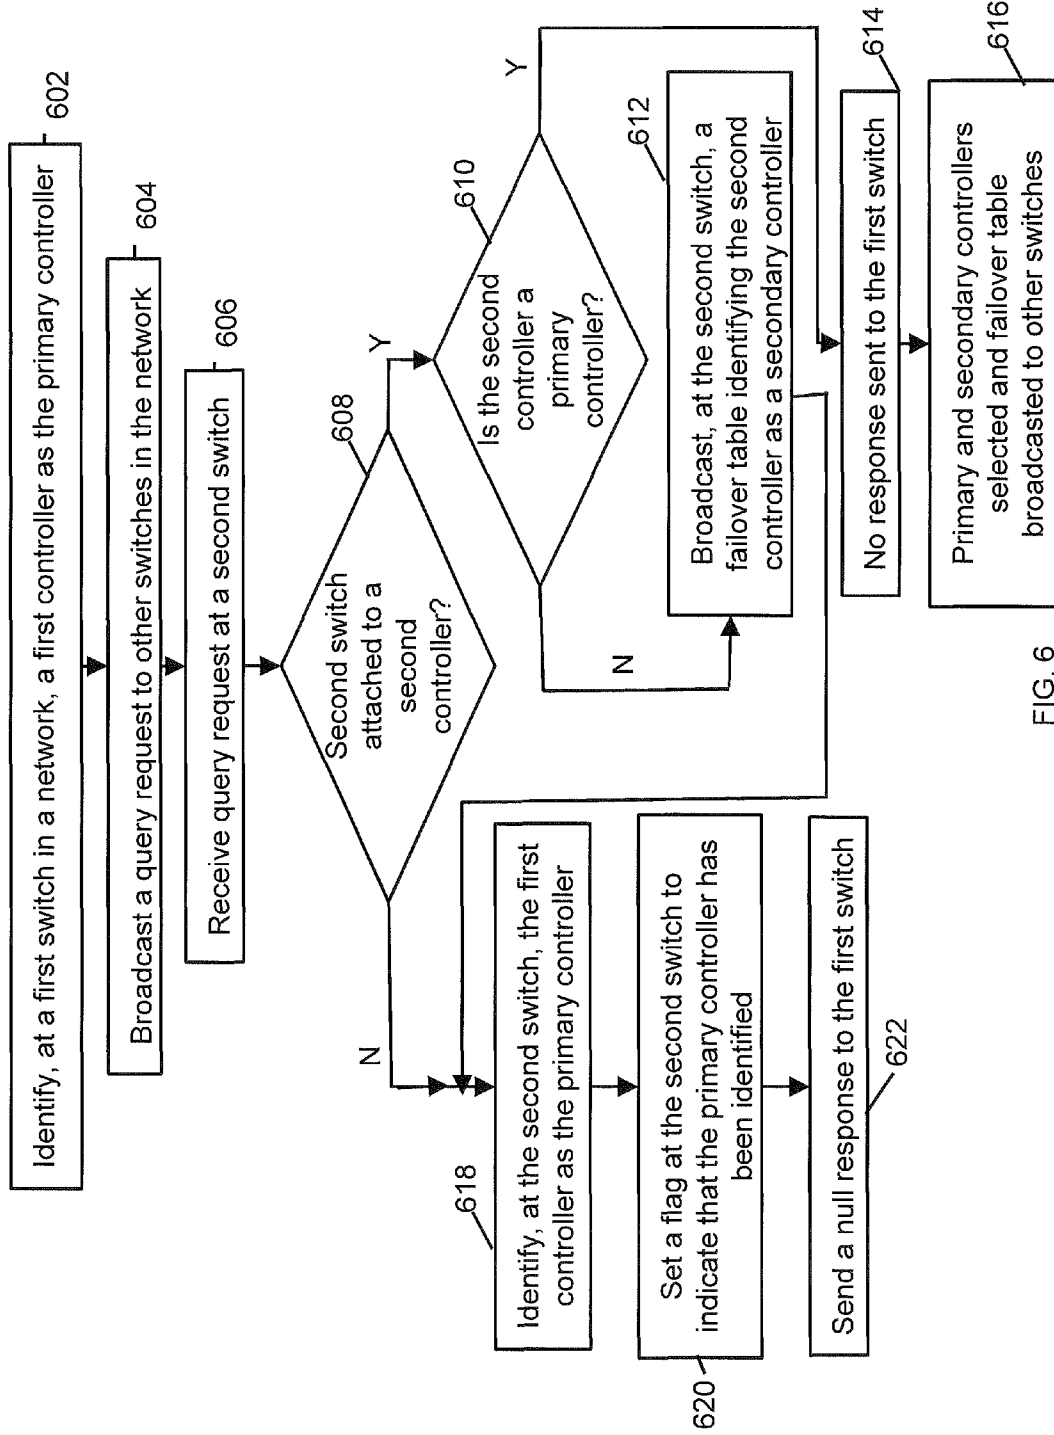 602
Identify, at a first switch in a network, a first controller as the primary controller
604
Broadcast a query request to other switches in the network
606
Receive query request at a second switch
608
Second switch
attached to a
second
controller?
N
Y
610
Is the second
controller a
primary
controller?
N
Y
612
Broadcast, at the second switch, a
failover table identifying the second
controller as a secondary controller
614
No response sent to the first switch
616
Primary and secondary controllers
selected and failover table
broadcasted to other switches
618
Identify, at the second switch, the first
controller as the primary controller
620
Set a flag at the second switch to
indicate that the primary controller has
been identified
622
Send a null response to the first switch
FIG. 6